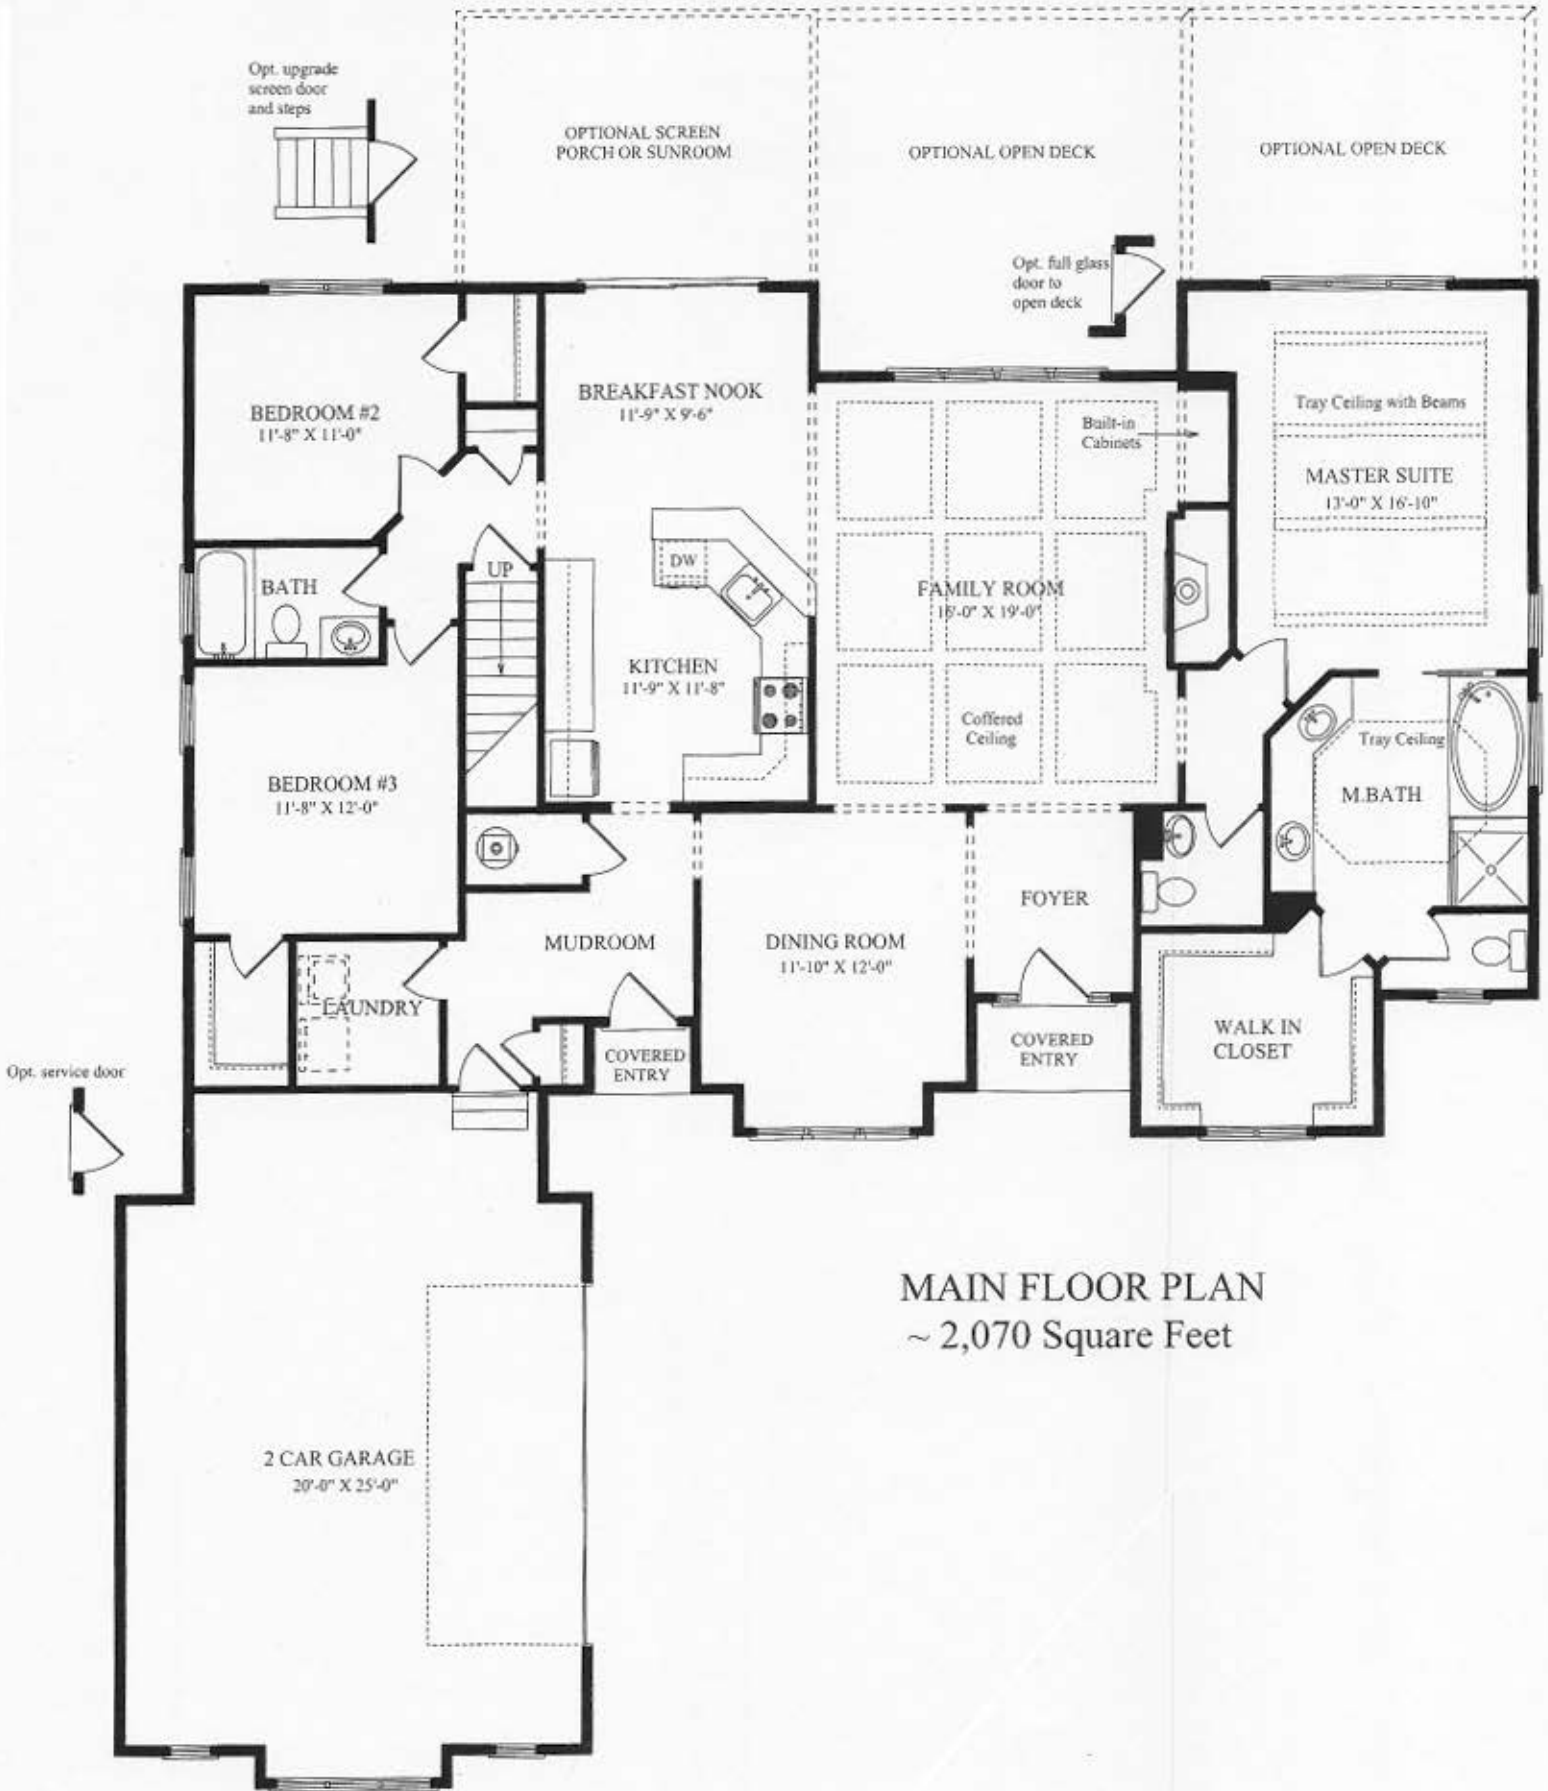 Opt. upgrade
screen door
and steps
OPTIONAL SCREEN
PORCH OR SUNROOM
OPTIONAL OPEN DECK
OPTIONAL OPEN DECK
Opt. full glass
door to
open deck
BEDROOM #2
11'-8" X 11'-0"
BREAKFAST NOOK
11'-9" X 9'-6"
Built-in
Cabinets
Tray Ceiling with Beams
MASTER SUITE
13'-0" X 16'-10"
BATH
UP
DW
FAMILY ROOM
16'-0" X 19'-0"
KITCHEN
11'-9" X 11'-8"
Coffered
Ceiling
Tray Ceiling
M.BATH
BEDROOM #3
11'-8" X 12'-0"
MUDROOM
DINING ROOM
11'-10" X 12'-0"
FOYER
LAUNDRY
COVERED
ENTRY
COVERED
ENTRY
WALK IN
CLOSET
Opt. service door
MAIN FLOOR PLAN
~ 2,070 Square Feet
2 CAR GARAGE
20'-0" X 25'-0"